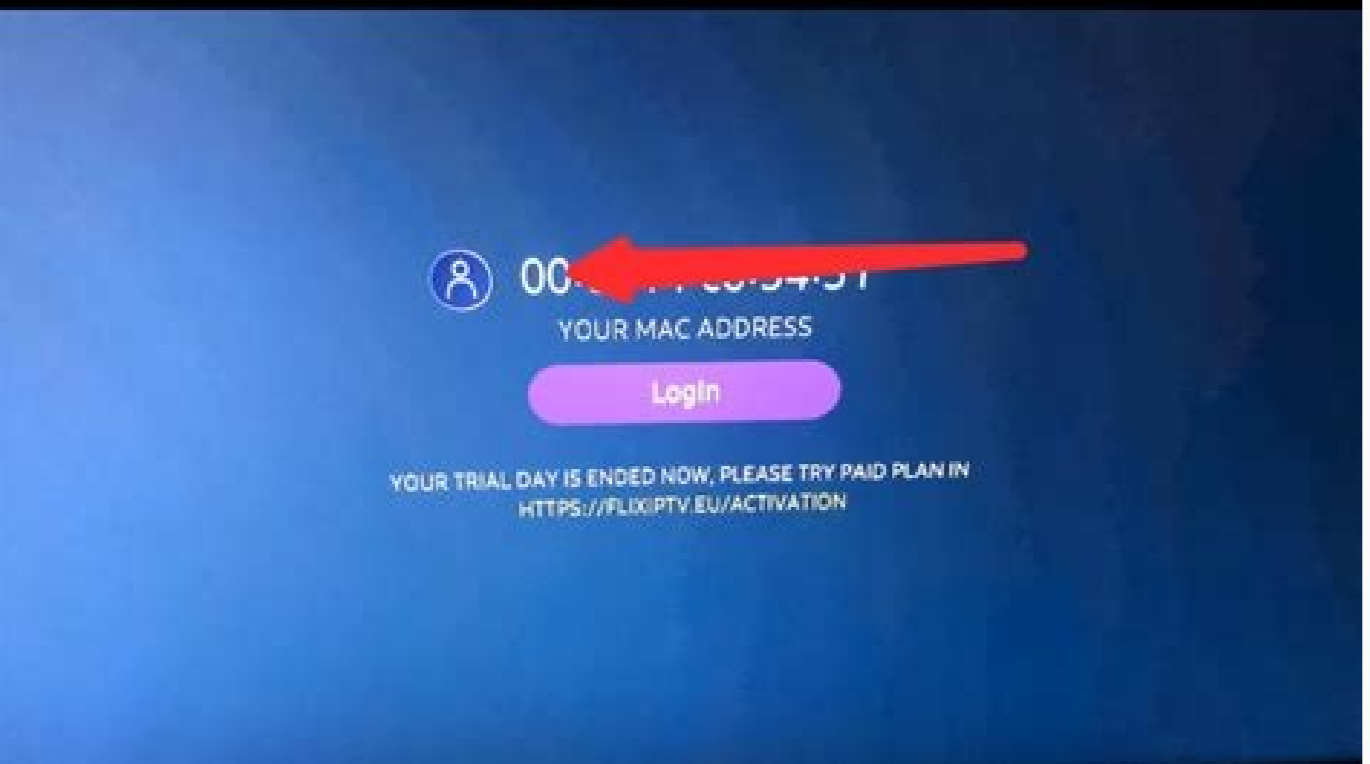 YOUR MAC ADDRESS
LogIn
YOUR TRIAL DAY IS ENDED NOW, PLEASE TRY PAID PLAN IN
HTTPS://FLIXIPTV.EU/ACTIVATION